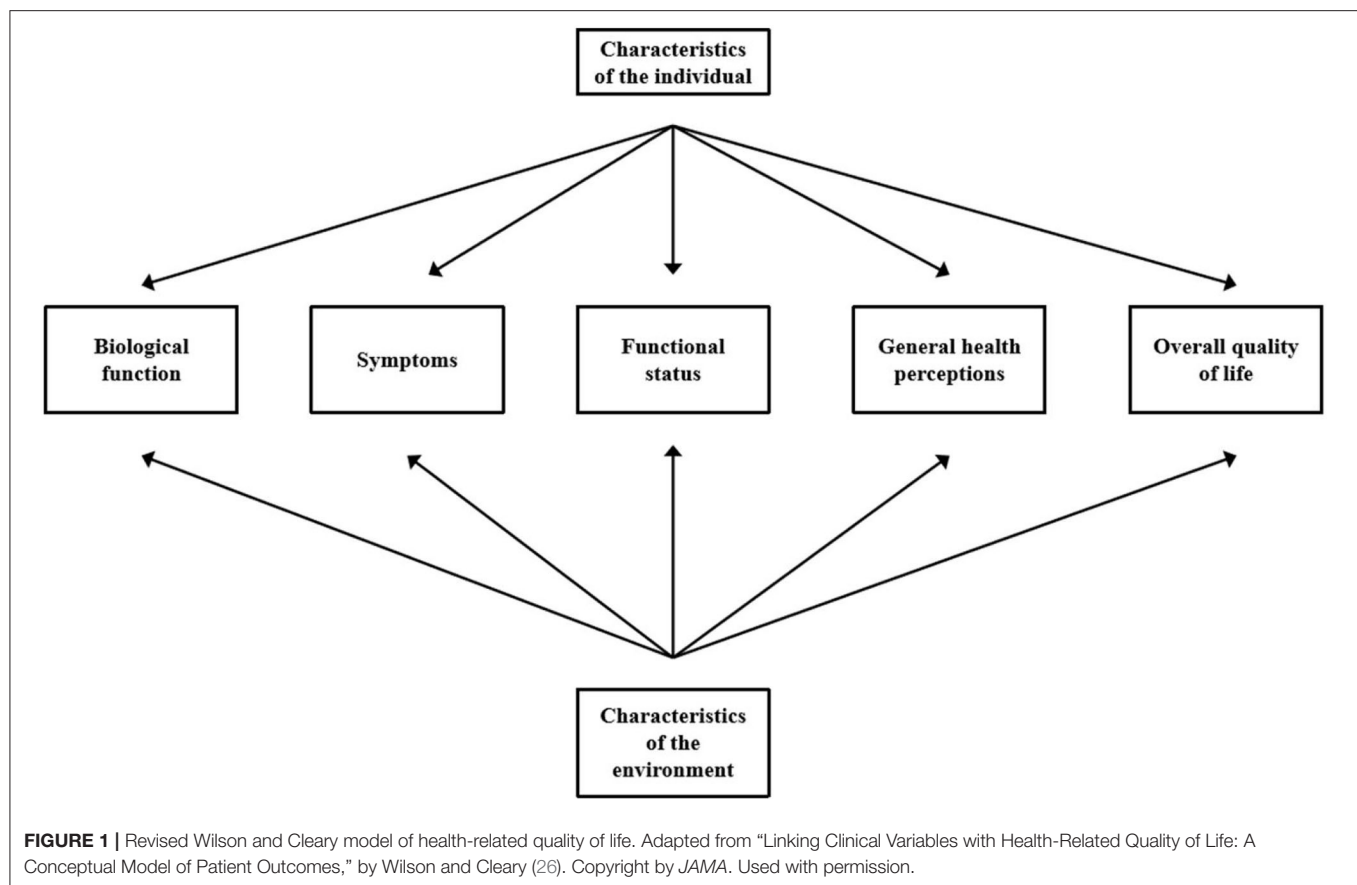 Characteristics
of the individual
Biological
function
Symptoms
Functional
status
General health
perceptions
Overall quality
of life
Characteristics
of the
environment
FIGURE 1 | Revised Wilson and Cleary model of health-related quality of life. Adapted from “Linking Clinical Variables with Health-Related Quality of Life: A
Conceptual Model of Patient Outcomes,” by Wilson and Cleary (26). Copyright by JAMA. Used with permission.